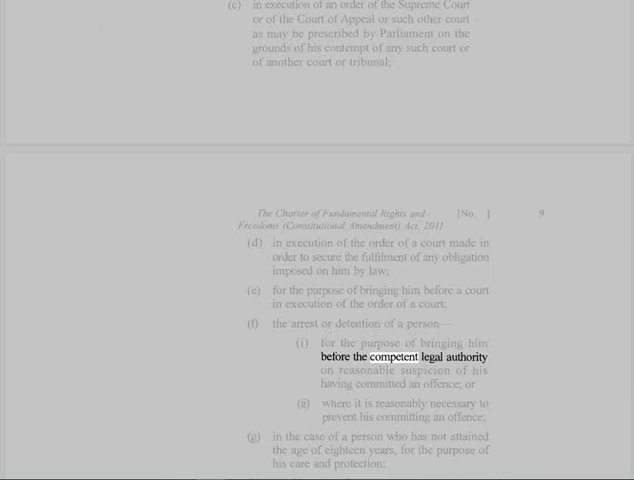 (c) in execution of an order of the Supreme Court
or of the Court of Appeal or such other court
as may be prescribed by Parliament on the
grounds of his contempt of any such court or
of another court or tribunal;
The Charter of Fundamental Rights and [No. ] 9
Freedoms (Constitutional Amendment) Act, 2011
(d) in execution of the order of a court made in
order to secure the fulfilment of any obligation
imposed on him by law;
(e) for the purpose of bringing him before a court
in execution of the order of a court;
(f) the arrest or detention of a person—
(i) for the purpose of bringing him
before the competent legal authority
on reasonable suspicion of his
having committed an offence; or
(ii) where it is reasonably necessary to
prevent his committing an offence;
(g) in the case of a person who has not attained
the age of eighteen years, for the purpose of
his care and protection;